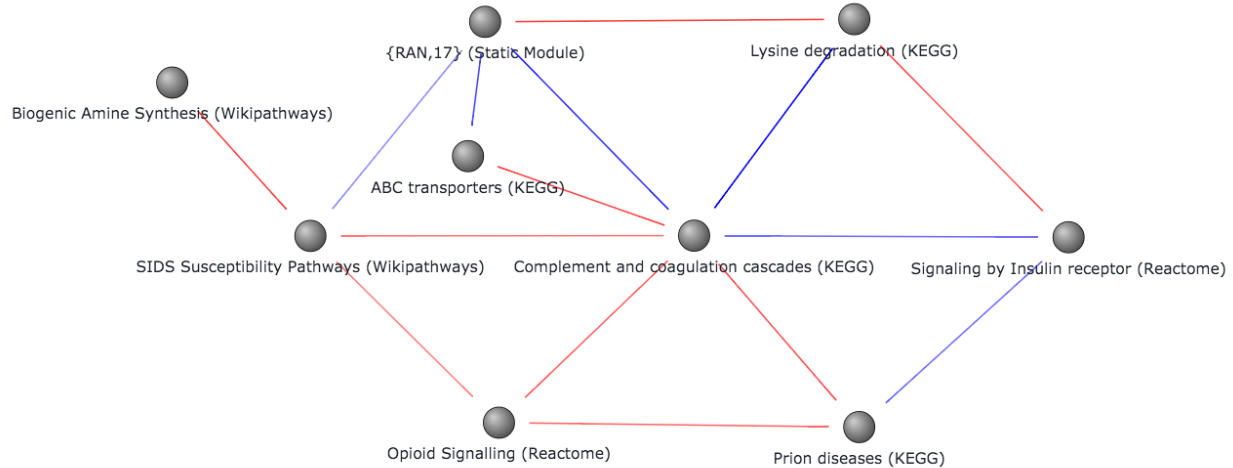 {RAN,17} (Static Module)
Lysine degradation (KEGG)
Biogenic Amine Synthesis (Wikipathways)
ABC transporters (KEGG)
SIDS Susceptibility Pathways (Wikipathways)
Complement and coagulation cascades (KEGG)
Signaling by Insulin receptor (Reactome)
Opioid Signalling (Reactome)
Prion diseases (KEGG)